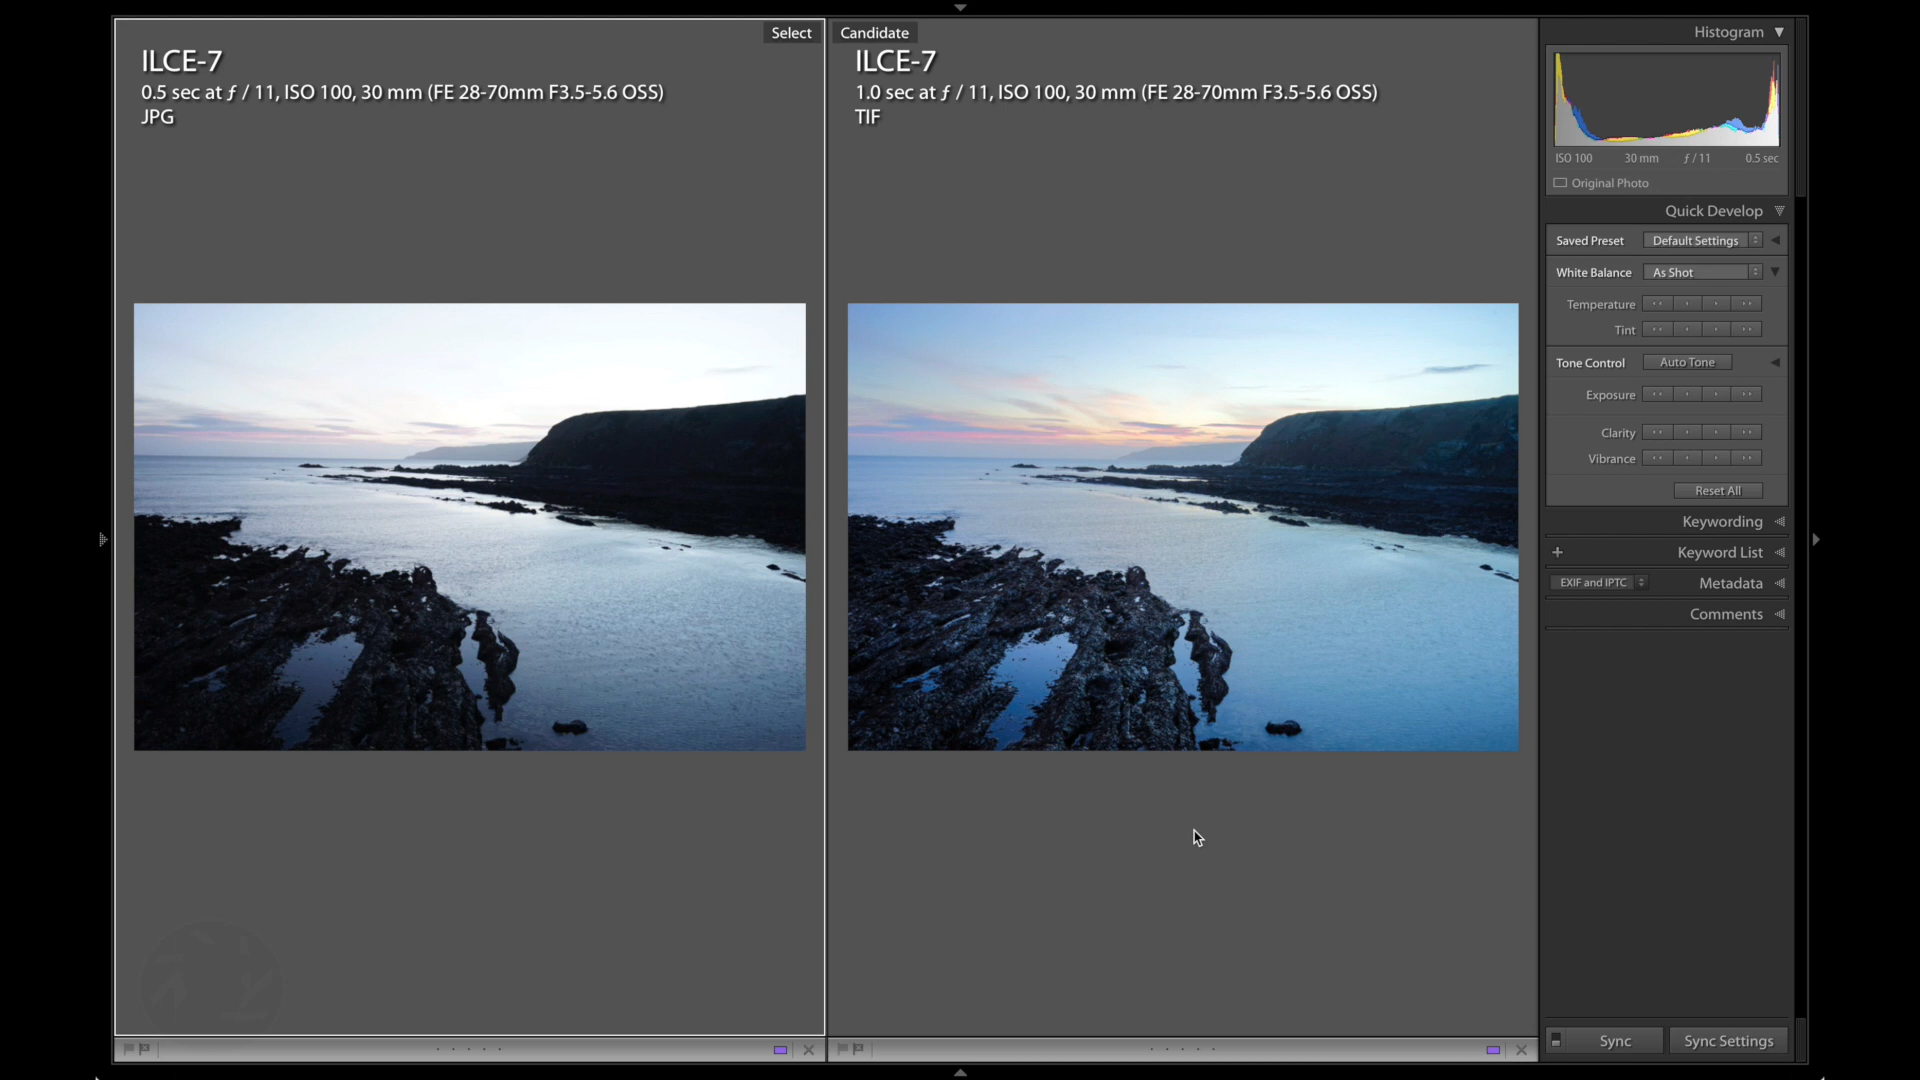 Select
ILCE-7
0.5 sec at ƒ / 11, ISO 100, 30 mm (FE 28-70mm F3.5-5.6 OSS)
JPG
Candidate
ILCE-7
1.0 sec at ƒ / 11, ISO 100, 30 mm (FE 28-70mm F3.5-5.6 OSS)
TIF
Histogram
ISO 100 30 mm ƒ / 11 0.5 sec
Original Photo
Quick Develop
Saved Preset Default Settings
White Balance As Shot
Temperature
Tint
Tone Control Auto Tone
Exposure
Clarity
Vibrance
Reset All
Keywording
Keyword List
EXIF and IPTC Metadata
Comments
Sync Sync Settings